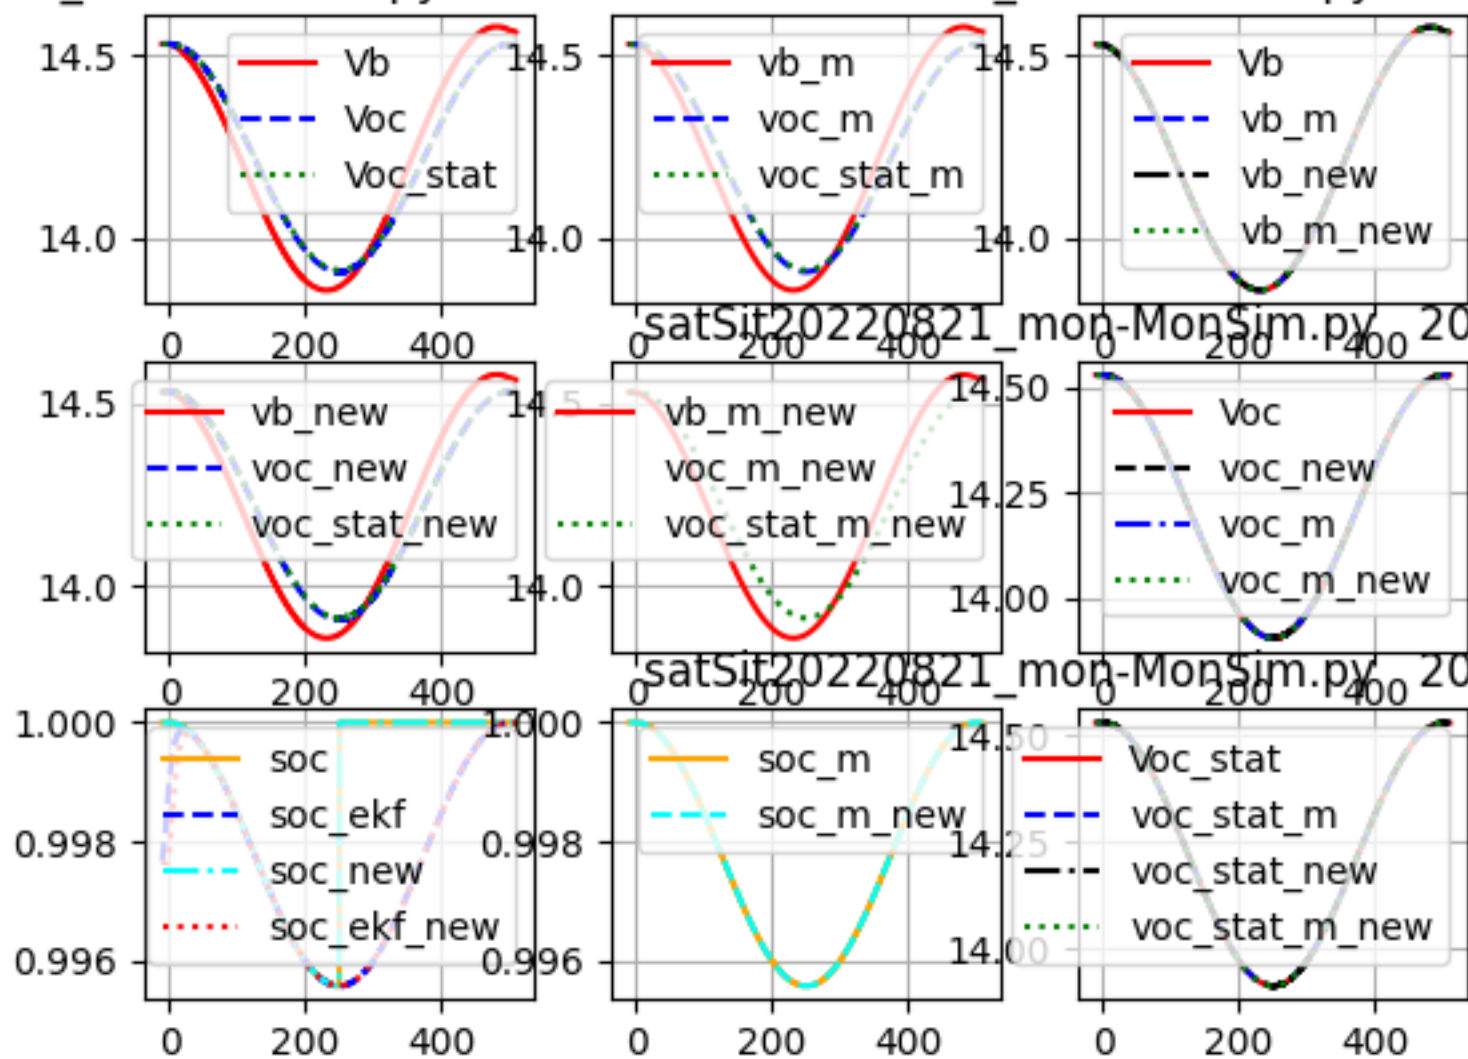 14.5
14.0
Vb
Voc
Voc_stat
0 200 400
14.5
14.0
vb_m
voc_m
voc_stat_m
0 200 400
14.5
14.0
Vb
vb_m
vb_new
vb_m_new
0 200 400
satSit20220821_mon-MonSim.py 20
14.5
14.0
vb_new
voc_new
voc_stat_new
0 200 400
14.5
14.0
vb_m_new
voc_m_new
voc_stat_m_new
0 200 400
14.50
14.25
14.00
Voc
voc_new
voc_m
voc_m_new
0 200 400
satSit20220821_mon-MonSim.py 20
1.000
0.998
0.996
soc
soc_ekf
soc_new
soc_ekf_new
0 200 400
1.000
0.998
0.996
soc_m
soc_m_new
0 200 400
14.50
14.25
14.00
Voc_stat
voc_stat_m
voc_stat_new
voc_stat_m_new
0 200 400